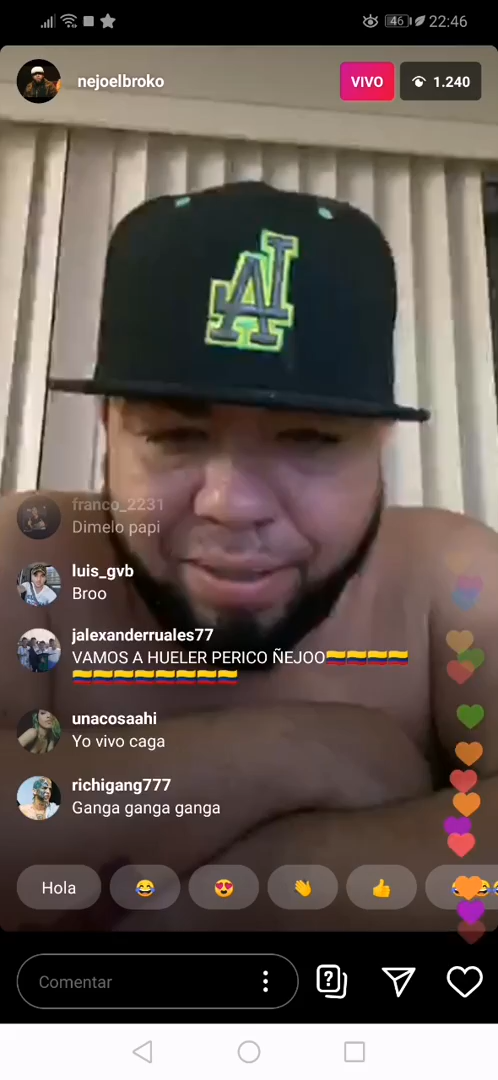 46 22:46
nejoelbroko
VIVO
1.240
franco_2231
Dimelo papi
luis_gvb
Broo
jalexanderruales77
VAMOS A HUELER PERICO ÑEJOO🇨🇴🇨🇴🇨🇴🇨🇴
🇨🇴🇨🇴🇨🇴🇨🇴🇨🇴🇨🇴🇨🇴🇨🇴
unacosaahi
Yo vivo caga
richigang777
Ganga ganga ganga
Hola 😂 😍 👋 👍
Comentar